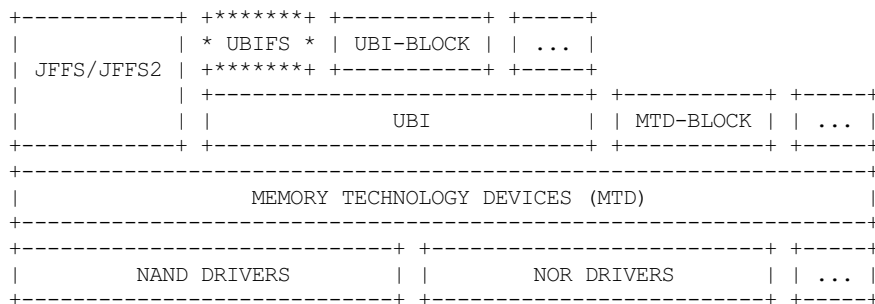 * UBIFS * | UBI-BLOCK | | ... |
JFFS/JFFS2
UBI | | MTD-BLOCK | | ... |
MEMORY TECHNOLOGY DEVICES (MTD)
NAND DRIVERS | | NOR DRIVERS | | ... |